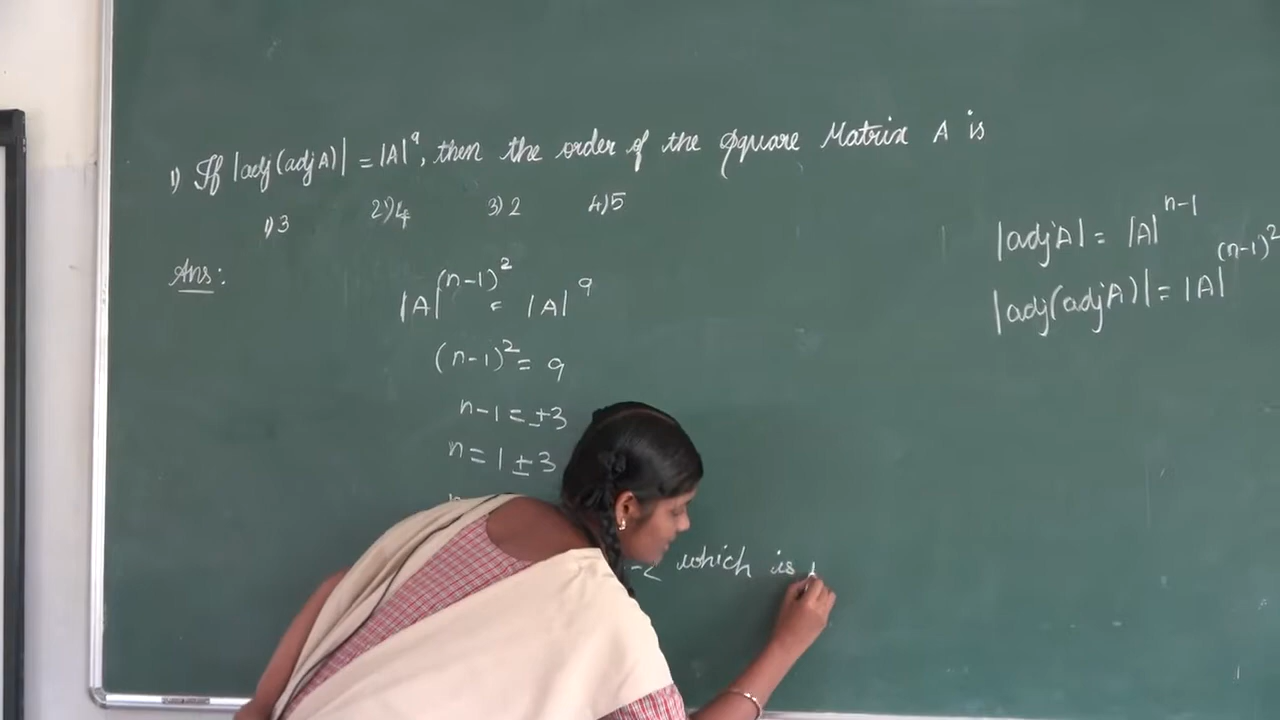 1) If |adj(adjA)| = |A|⁹, then the order of the Square Matrix A is
1) 3 2) 4 3) 2 4) 5
Ans:
|A|^(n-1)² = |A|⁹
(n-1)² = 9
n-1 = ±3
n = 1 ± 3
which is
|adjA| = |A|^n-1
|adj(adjA)| = |A|^(n-1)²